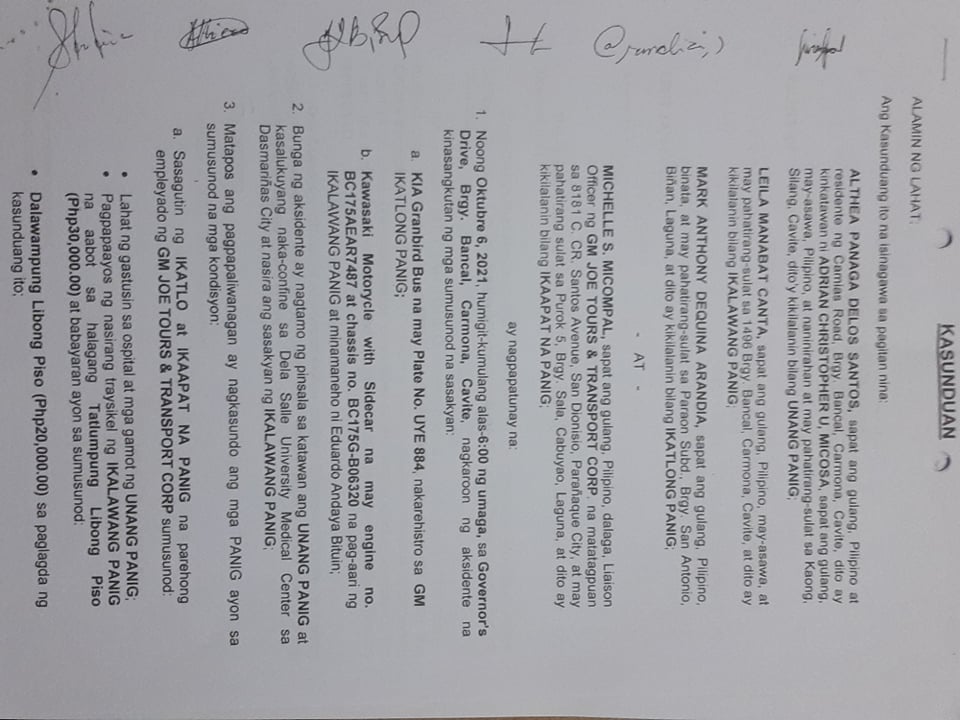 KASUNDUAN
ALAMIN NG LAHAT:
Ang Kasunduang ito na isinagawa sa pagitan nina:
ALTHEA PANAGA DELOS SANTOS, sapat ang gulang, Pilipino at
residente ng Camias Road, Brgy. Bancal, Carmona, Cavite, dito ay
kinkatawan ni ADRIAN CHRISTOPHER U, MICOSA, sapat ang gulang,
may-asawa, Pilipino, at naninirahan at may pahatirang-sulat sa Kaong,
Silang, Cavite, dito'y kikilalanin bilang UNANG PANIG;
LEILA MANABAT CANTA, sapat ang gulang, Pilipino, may-asawa, at
may pahatirang-sulat sa 1496 Brgy. Bancal, Carmona, Cavite, at dito ay
kikilalanin bilang IKALAWANG PANIG;
MARK ANTHONY DEQUINA ARANDIA, sapat ang gulang, Pilipino,
binata, at may pahatirang-sulat sa Paraon Subd., Brgy. San Antonio,
Biñan, Laguna, at dito ay kikilalanin bilang IKATLONG PANIG;
- AT -
MICHELLE S. MICOMPAL, sapat ang gulang, Pilipino, dalaga, Liaison
Officer ng GM JOE TOURS & TRANSPORT CORP. na matatagpuan
sa 8181 C. CR. Santos Avenue, San Dionisio, Parañaque City, at may
pahatirang sulat sa Purok 5, Brgy. Sala, Cabuyao, Laguna, at dito ay
kikilalanin bilang IKAAPAT NA PANIG;
ay nagpapatunay na:
1. Noong Oktubre 6, 2021, humigit-kumulang alas-6:00 ng umaga, sa Governor's
Drive, Brgy. Bancal, Carmona, Cavite, nagkaroon ng aksidente na
kinasangkutan ng mga sumusunod na sasakyan:
a. KIA Granbird Bus na may Plate No. UYE 884, nakarehistro sa GM
IKATLONG PANIG;
b. Kawasaki Motorycle with Sidecar na may engine no.
BC175AEAR7487 at chassis no. BC175G-B06320 na pag-aari ng
IKALAWANG PANIG at minamaneho ni Eduardo Andaya Bituin;
2. Bunga ng aksidente ay nagtamo ng pinsala sa katawan ang UNANG PANIG at
kasalukuyang naka-confine sa Dela Salle University Medical Center sa
Dasmariñas City at nasira ang sasakyan ng IKALAWANG PANIG;
3. Matapos ang pagpapaliwanagan ay nagkasundo ang mga PANIG ayon sa
sumusunod na mga kondisyon:
a. Sasagutin ng IKATLO at IKAAPAT NA PANIG na parehong
empleyado ng GM JOE TOURS & TRANSPORT CORP sumusunod:
• Lahat ng gastusin sa ospital at mga gamot ng UNANG PANIG;
• Pagpapaayos ng nasirang traysikel ng IKALAWANG PANIG
na aabot sa halagang Tatlumpung Libong Piso
(Php30,000.00) at babayaran ayon sa sumusunod:
• Dalawampung Libong Piso (Php20,000.00) sa paglagda ng
kasunduang ito;